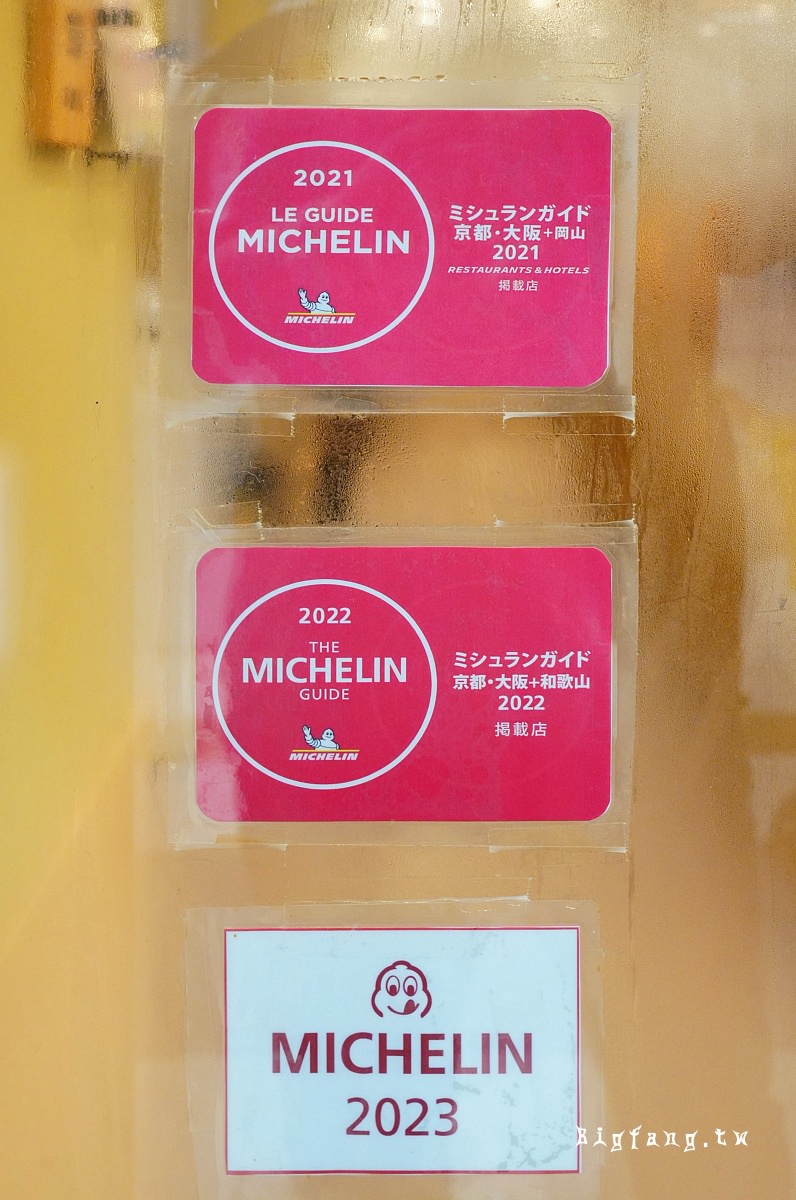 2021
LE GUIDE
MICHELIN
MICHELIN
ミシュランガイド
京都・大阪+岡山
2021
RESTAURANTS & HOTELS
掲載店
2022
THE
MICHELIN
GUIDE
MICHELIN
ミシュランガイド
京都・大阪+和歌山
2022
掲載店
MICHELIN
2023
Bigfang.tw